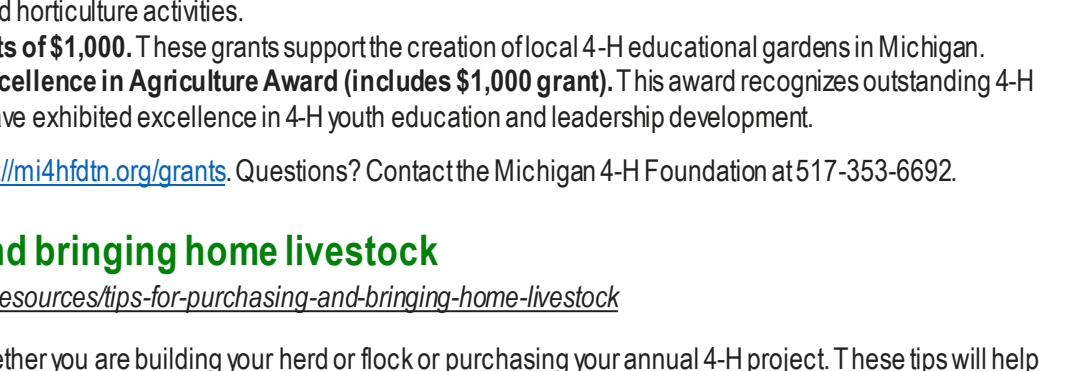 d horticulture activities.
ts of $1,000. These grants support the creation of local 4-H educational gardens in Michigan.
cellence in Agriculture Award (includes $1,000 grant). This award recognizes outstanding 4-H
ave exhibited excellence in 4-H youth education and leadership development.
://mi4hfdtn.org/grants. Questions? Contact the Michigan 4-H Foundation at 517-353-6692.
nd bringing home livestock
esources/tips-for-purchasing-and-bringing-home-livestock
ether you are building your herd or flock or purchasing your annual 4-H project. These tips will help